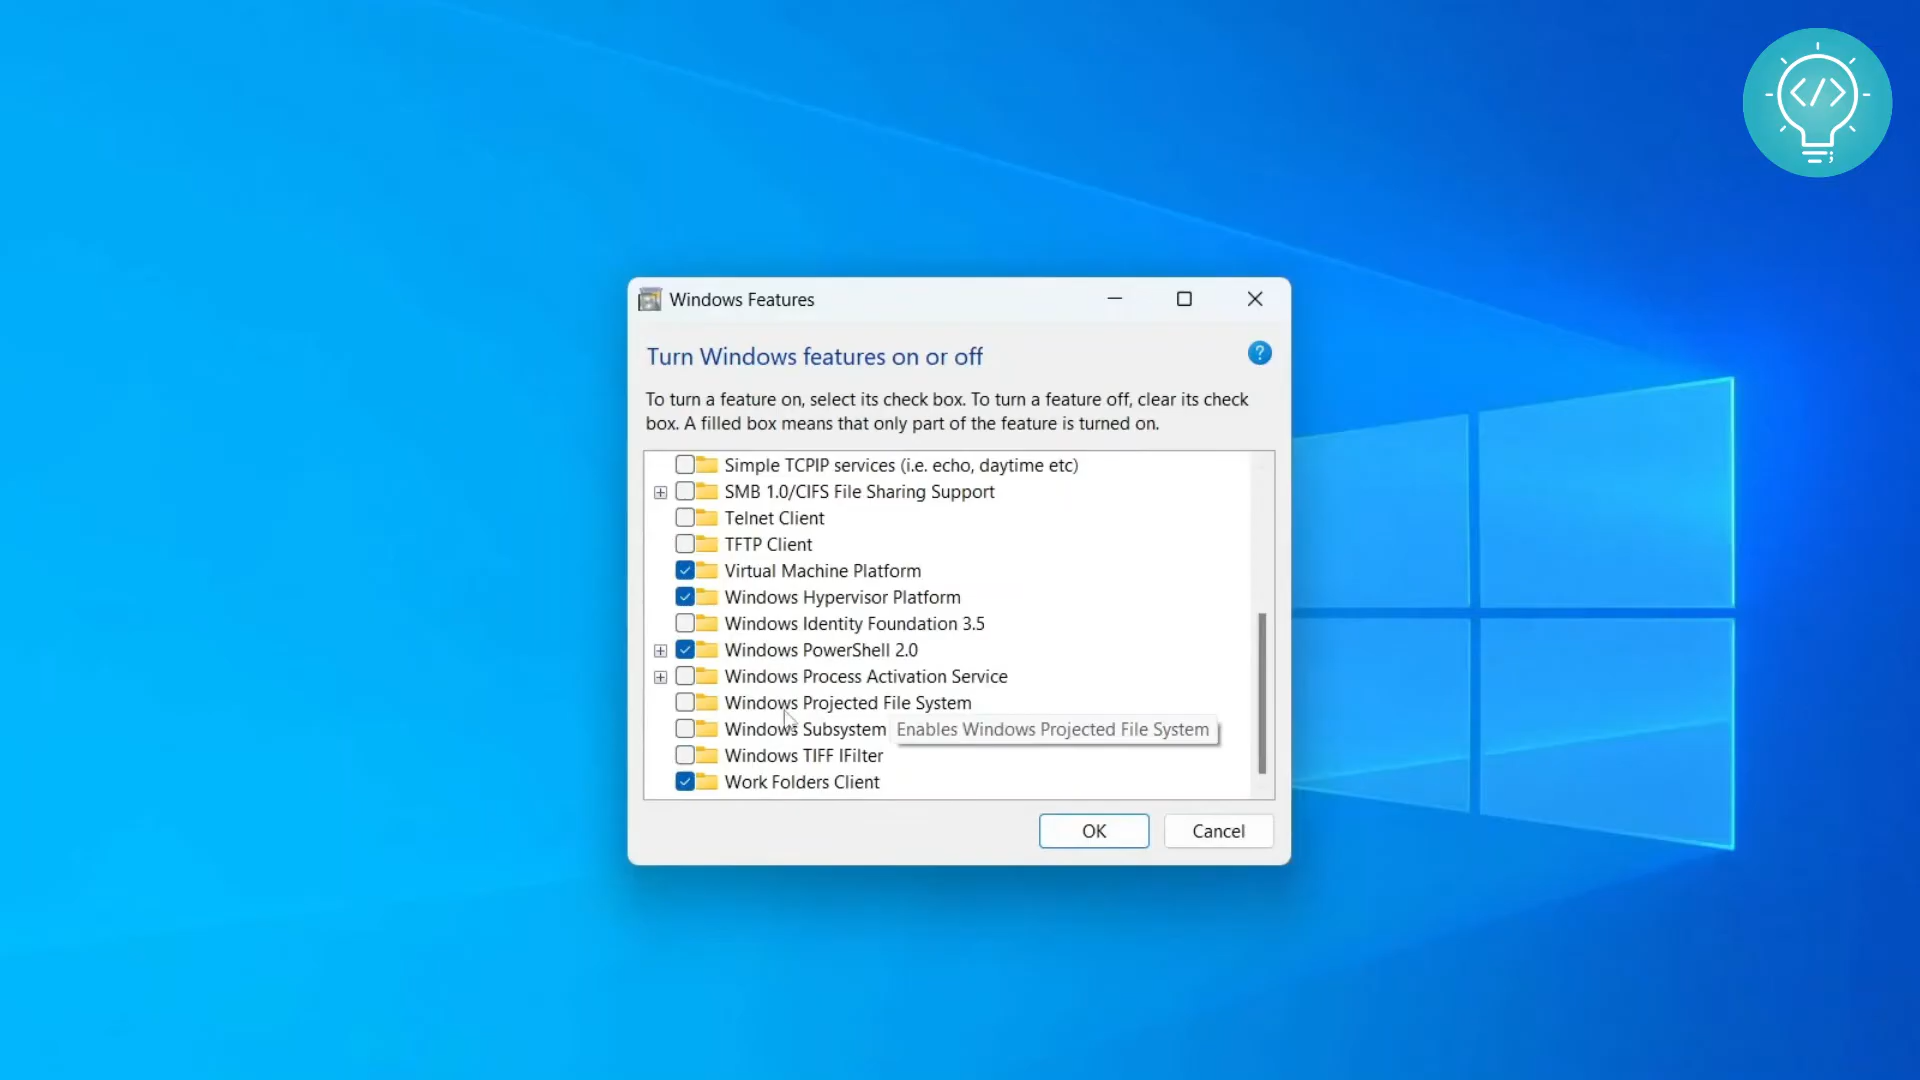 </>
;
Windows Features
Turn Windows features on or off
?
To turn a feature on, select its check box. To turn a feature off, clear its check
box. A filled box means that only part of the feature is turned on.
Simple TCPIP services (i.e. echo, daytime etc)
SMB 1.0/CIFS File Sharing Support
Telnet Client
TFTP Client
Virtual Machine Platform
Windows Hypervisor Platform
Windows Identity Foundation 3.5
Windows PowerShell 2.0
Windows Process Activation Service
Windows Projected File System
Windows Subsystem
Enables Windows Projected File System
Windows TIFF IFilter
Work Folders Client
OK
Cancel